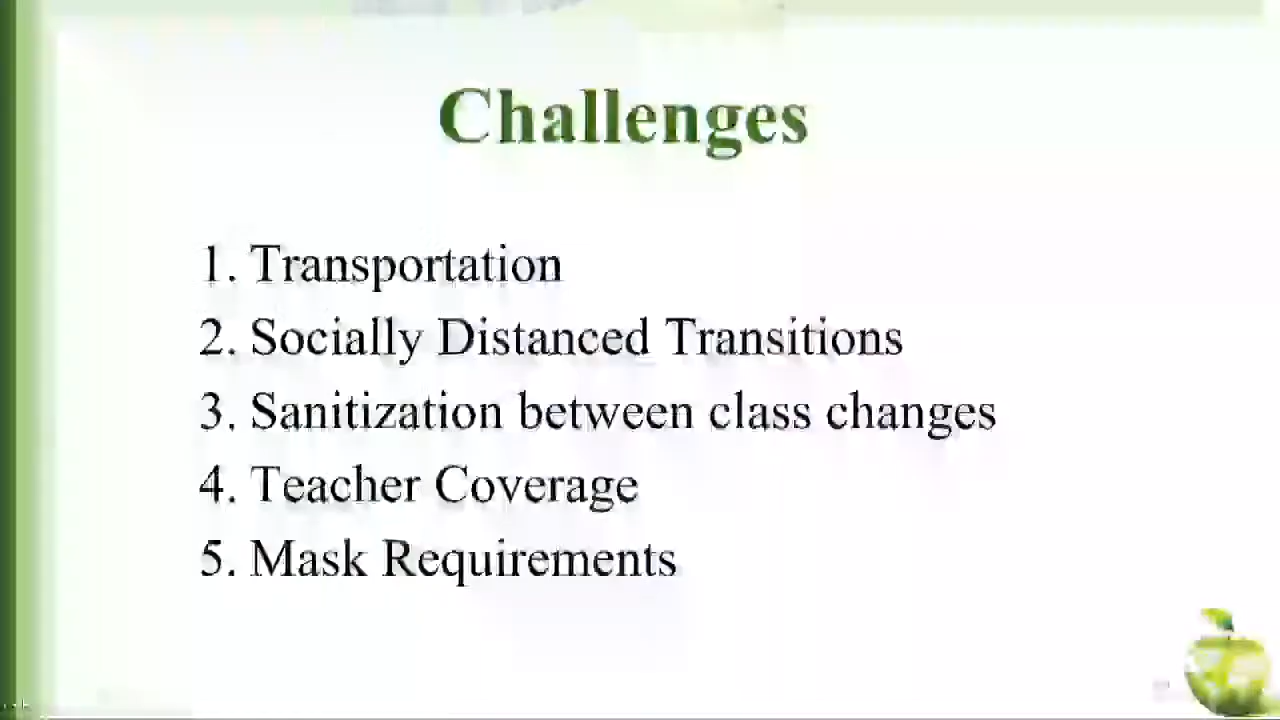 Challenges
1. Transportation
2. Socially Distanced Transitions
3. Sanitization between class changes
4. Teacher Coverage
5. Mask Requirements